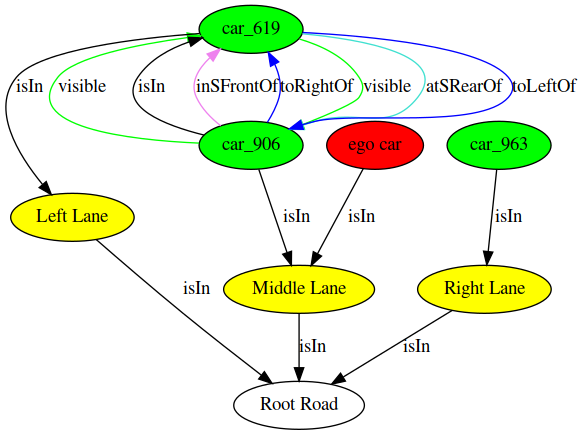 car_619
isIn
visible
isIn
inSFrontOf
toRightOf
visible
atSRearOf
toLeftOf
car_906
ego car
car_963
Left Lane
isIn
isIn
isIn
isIn
Middle Lane
Right Lane
isIn
isIn
Root Road